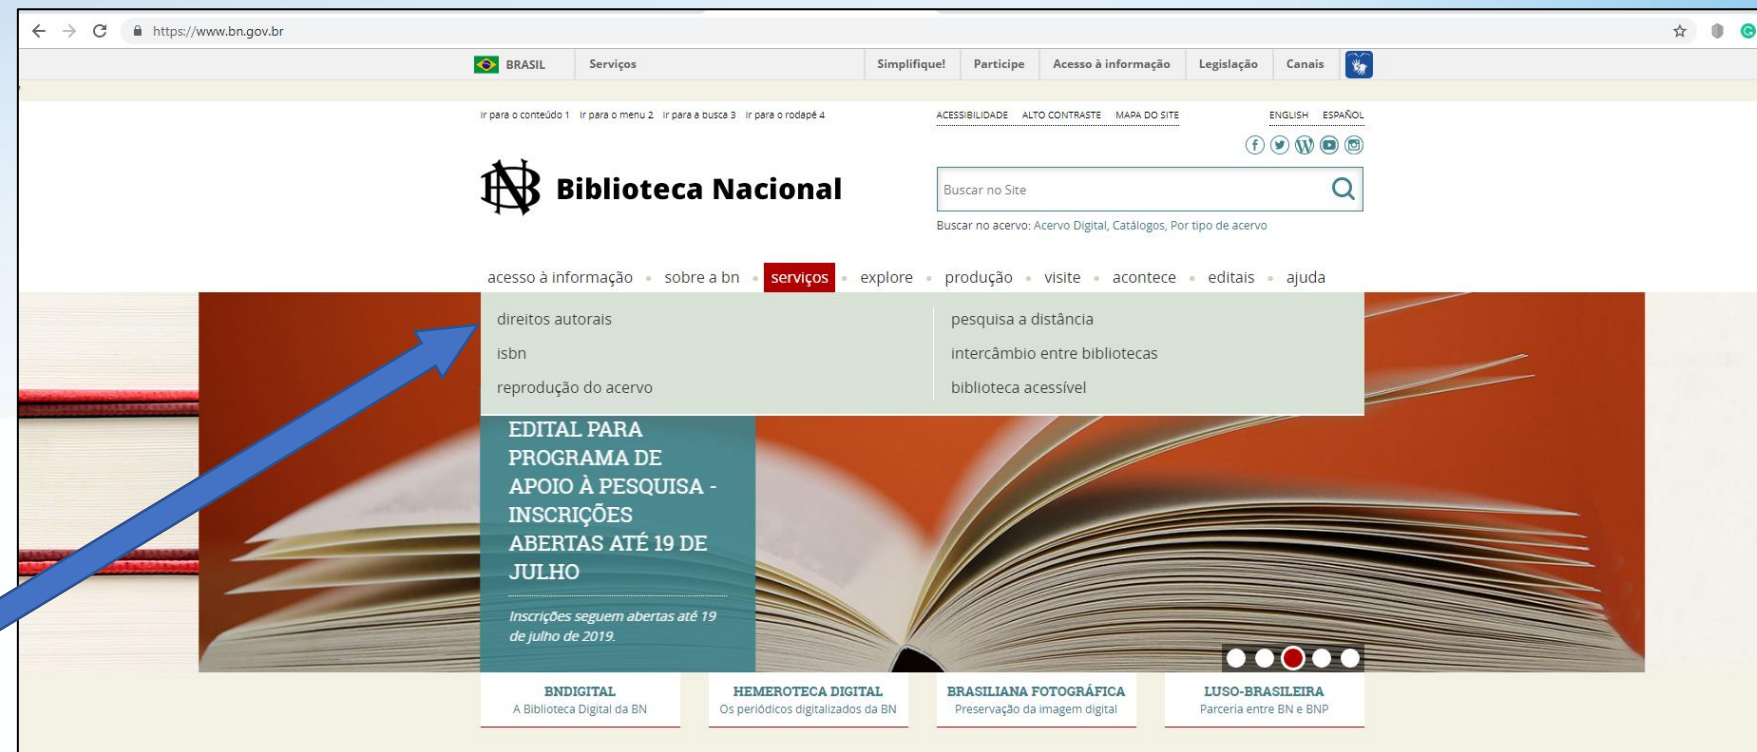 https://www.bn.gov.br
BRASIL Serviços Simplifique! Participe Acesso à informação Legislação Canais
Ir para o conteúdo 1 Ir para o menu 2 Ir para a busca 3 Ir para o rodapé 4 ACESSIBILIDADE ALTO CONTRASTE MAPA DO SITE ENGLISH ESPAÑOL
Biblioteca Nacional
Buscar no Site
Buscar no acervo: Acervo Digital, Catálogos, Por tipo de acervo
acesso à informação sobre a bn serviços explore produção visite acontece editais ajuda
direitos autorais
isbn
reprodução do acervo
pesquisa a distância
intercâmbio entre bibliotecas
biblioteca acessível
EDITAL PARA
PROGRAMA DE
APOIO À PESQUISA -
INSCRIÇÕES
ABERTAS ATÉ 19 DE
JULHO
Inscrições seguem abertas até 19
de julho de 2019.
BNDIGITAL
A Biblioteca Digital da BN
HEMEROTECA DIGITAL
Os periódicos digitalizados da BN
BRASILIANA FOTOGRÁFICA
Preservação da imagem digital
LUSO-BRASILEIRA
Parceria entre BN e BNP